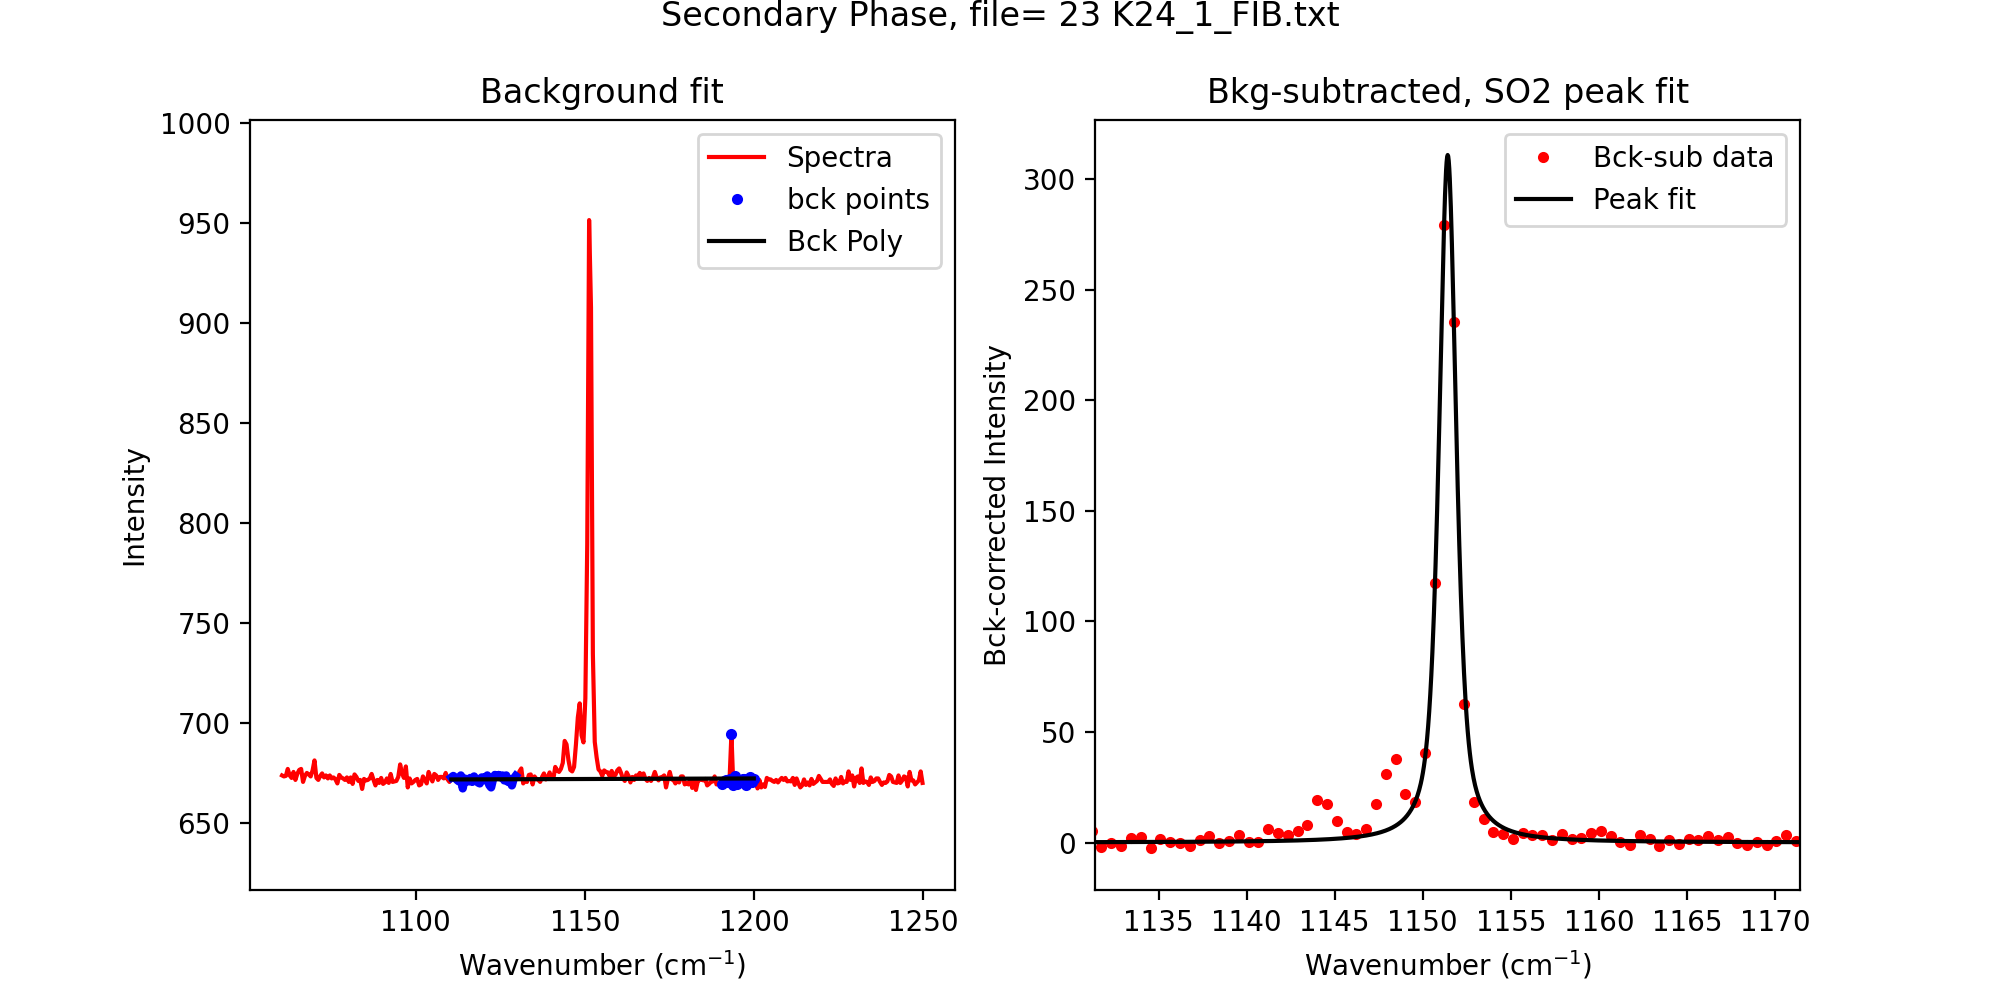 Secondary Phase, file= 23 K24_1_FIB.txt
Background fit
1000
950
900
850
800
750
700
650
Intensity
Spectra
bck points
Bck Poly
1100 1150 1200 1250
Wavenumber (cm⁻¹)
Bkg-subtracted, SO2 peak fit
300
250
200
150
100
50
0
Bck-corrected Intensity
Bck-sub data
Peak fit
1135 1140 1145 1150 1155 1160 1165 1170
Wavenumber (cm⁻¹)